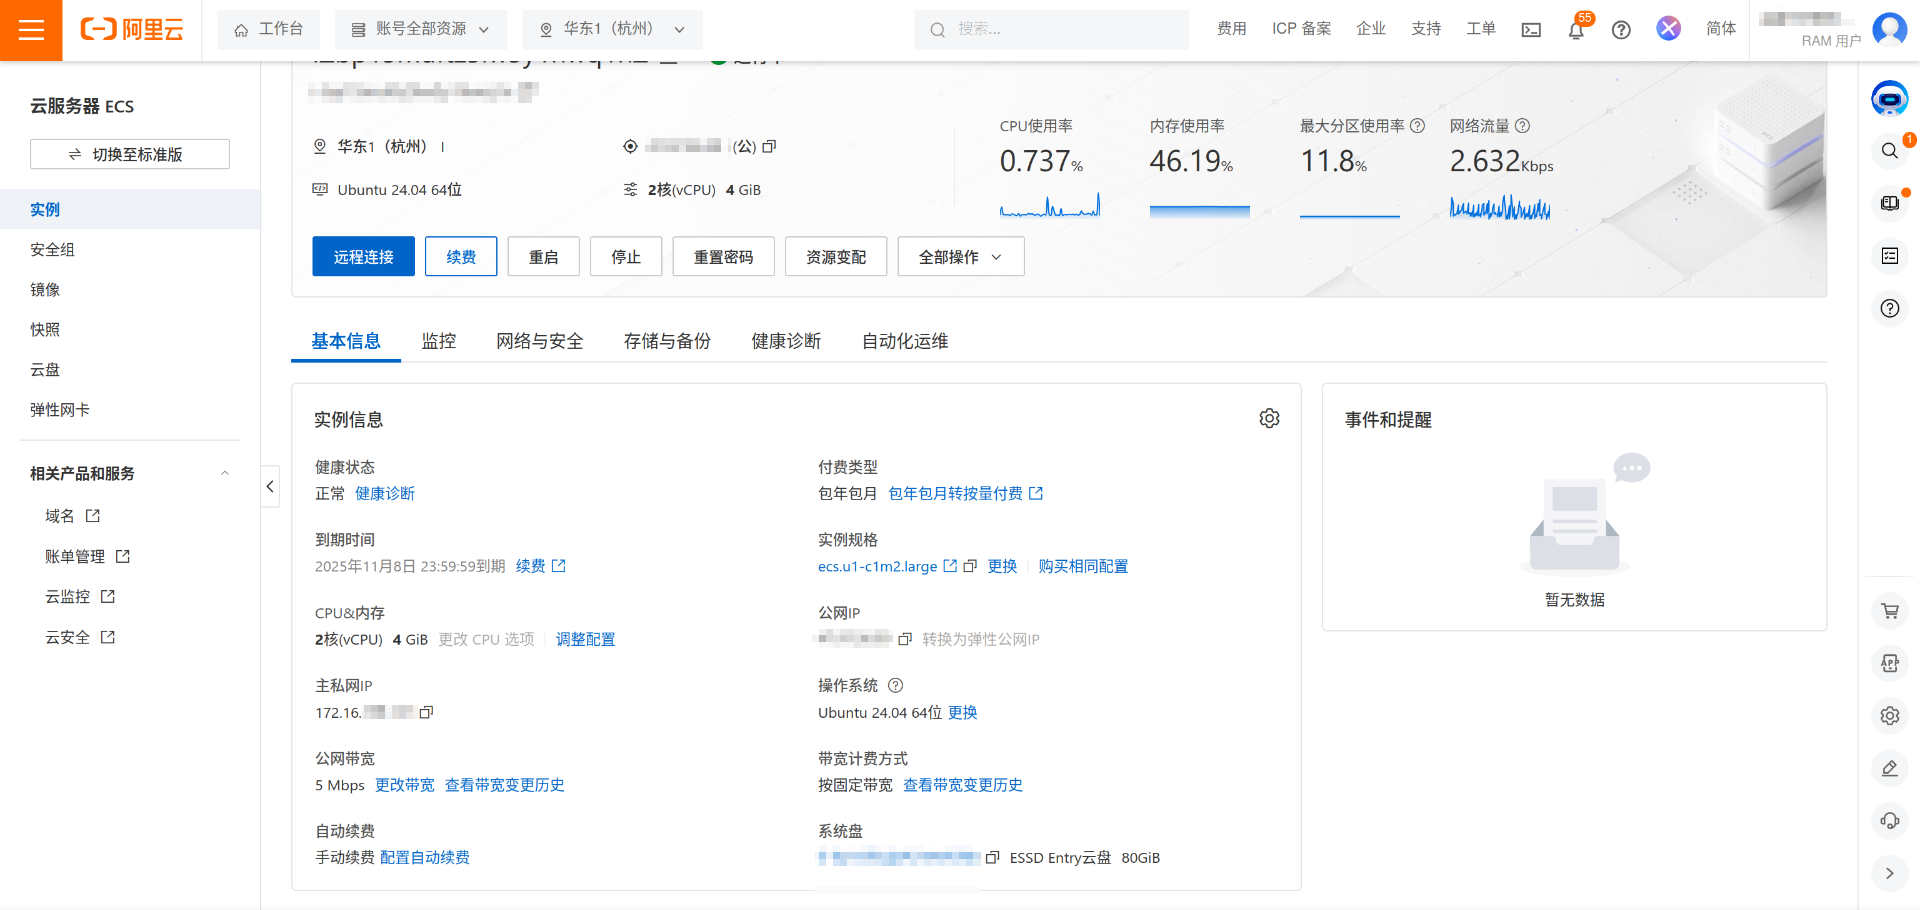 阿里云
工作台
账号全部资源
华东1（杭州）
搜索...
费用
ICP 备案
企业
支持
工单
55
简体
RAM 用户
云服务器 ECS
切换至标准版
实例
安全组
镜像
快照
云盘
弹性网卡
相关产品和服务
域名
账单管理
云监控
云安全
华东1（杭州）
(公)
Ubuntu 24.04 64位
2核(vCPU) 4 GiB
CPU使用率
0.737%
内存使用率
46.19%
最大分区使用率
11.8%
网络流量
2.632Kbps
远程连接
续费
重启
停止
重置密码
资源变配
全部操作
基本信息
监控
网络与安全
存储与备份
健康诊断
自动化运维
实例信息
健康状态
正常 健康诊断
付费类型
包年包月 包年包月转按量付费
到期时间
2025年11月8日 23:59:59到期 续费
实例规格
ecs.u1-c1m2.large 更换 购买相同配置
CPU&内存
2核(vCPU) 4 GiB 更改 CPU 选项 调整配置
公网IP
转换为弹性公网IP
主私网IP
172.16.
操作系统
Ubuntu 24.04 64位 更换
公网带宽
5 Mbps 更改带宽 查看带宽变更历史
带宽计费方式
按固定带宽 查看带宽变更历史
自动续费
手动续费 配置自动续费
系统盘
ESSD Entry云盘 80GiB
事件和提醒
暂无数据
1
APP